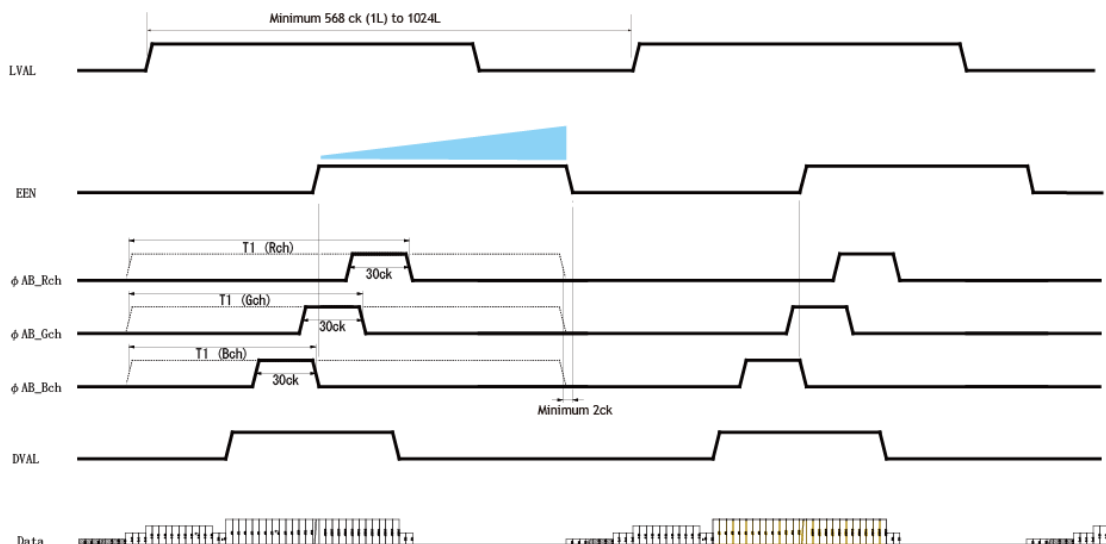 Minimum 568 ck (1L) to 1024L
LVAL
EEN
T1 (Rch)
φAB_Rch
30ck
T1 (Gch)
φAB_Gch
30ck
T1 (Bch)
φAB_Bch
30ck
Minimum 2ck
DVAL
Data